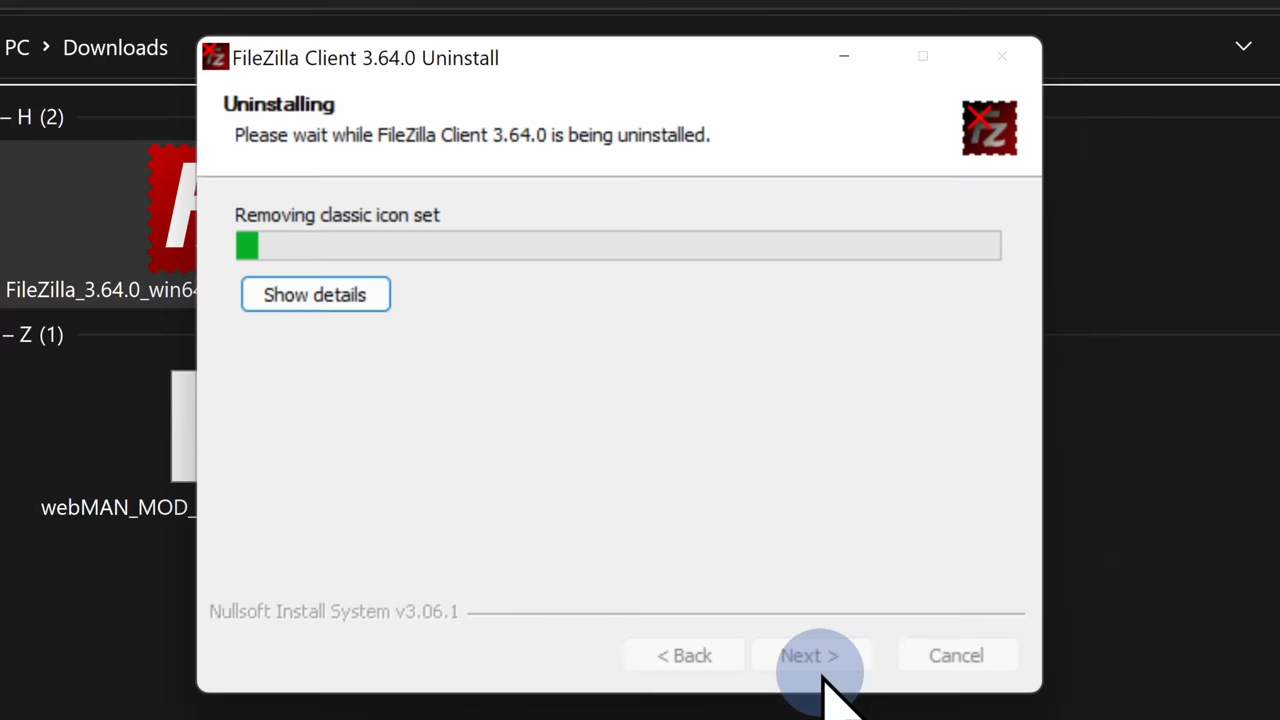 PC > Downloads
FileZilla Client 3.64.0 Uninstall
Uninstalling
Please wait while FileZilla Client 3.64.0 is being uninstalled.
– H (2)
Removing classic icon set
Show details
FileZilla_3.64.0_win64
– Z (1)
webMAN_MOD_
Nullsoft Install System v3.06.1
< Back
Next >
Cancel